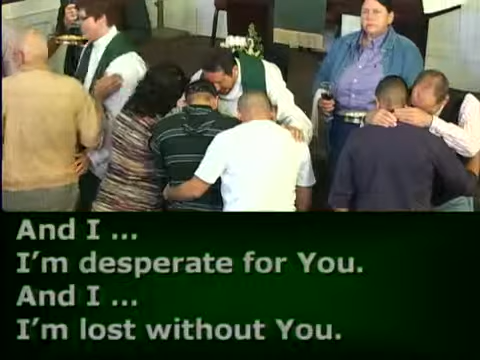 And I ...
I'm desperate for You.
And I ...
I'm lost without You.